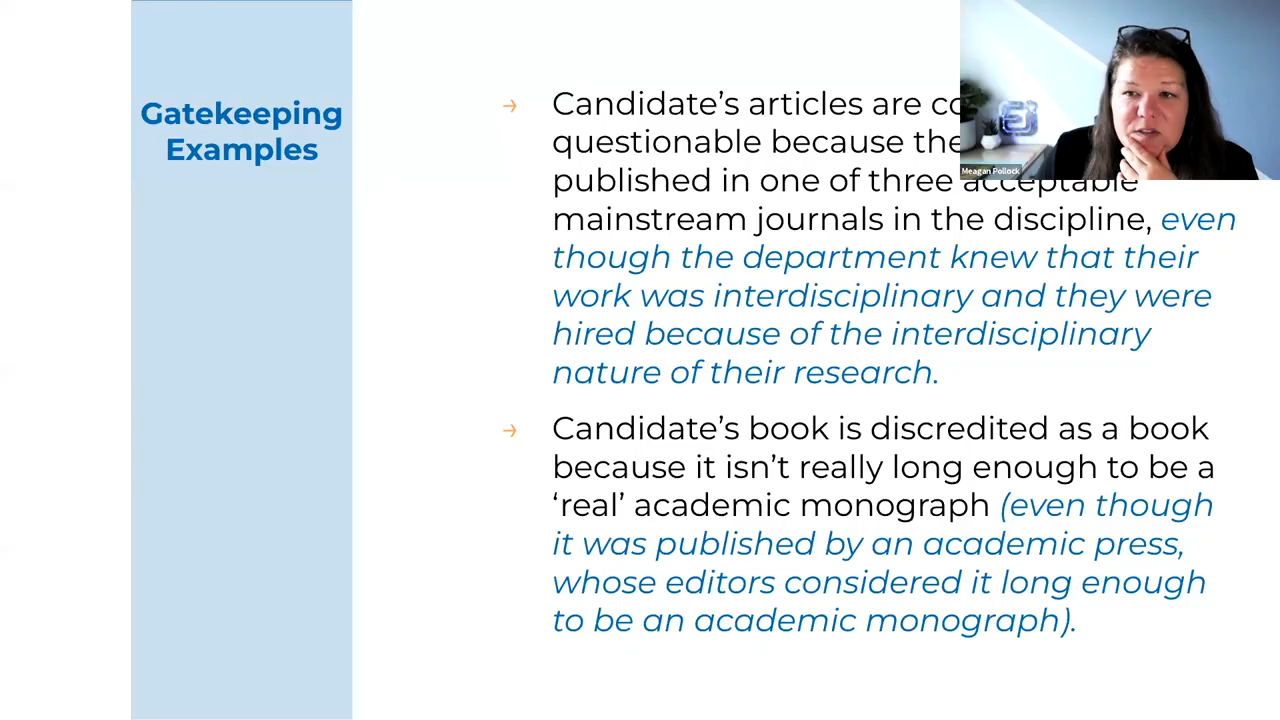 Gatekeeping
Examples
→ Candidate’s articles are
questionable because
published in one of three acceptable
mainstream journals in the discipline, even
though the department knew that their
work was interdisciplinary and they were
hired because of the interdisciplinary
nature of their research.
→ Candidate’s book is discredited as a book
because it isn’t really long enough to be a
‘real’ academic monograph (even though
it was published by an academic press,
whose editors considered it long enough
to be an academic monograph).
Meagan Pollock